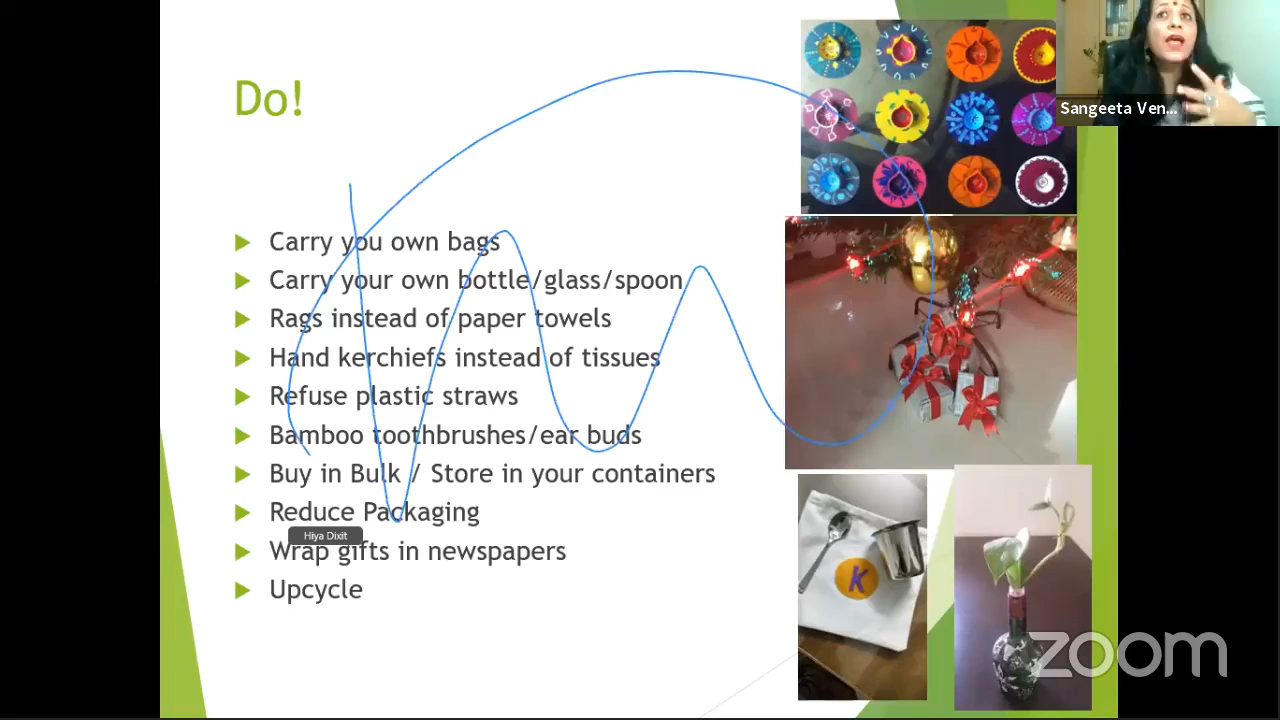 Do!
Sangeeta Ven...
Carry you own bags
Carry your own bottle/glass/spoon
Rags instead of paper towels
Hand kerchiefs instead of tissues
Refuse plastic straws
Bamboo toothbrushes/ear buds
Buy in Bulk / Store in your containers
Reduce Packaging
Hiya Dixit
Wrap gifts in newspapers
Upcycle
K
zoom